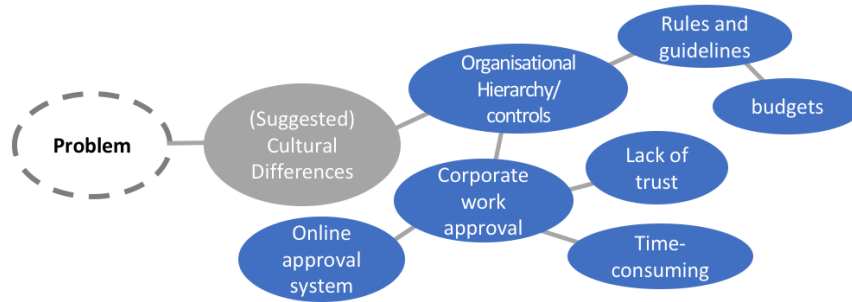 Problem
(Suggested)
Cultural
Differences
Organisational
Hierarchy/
controls
Rules and
guidelines
budgets
Corporate
work
approval
Lack of
trust
Online
approval
system
Time-
consuming